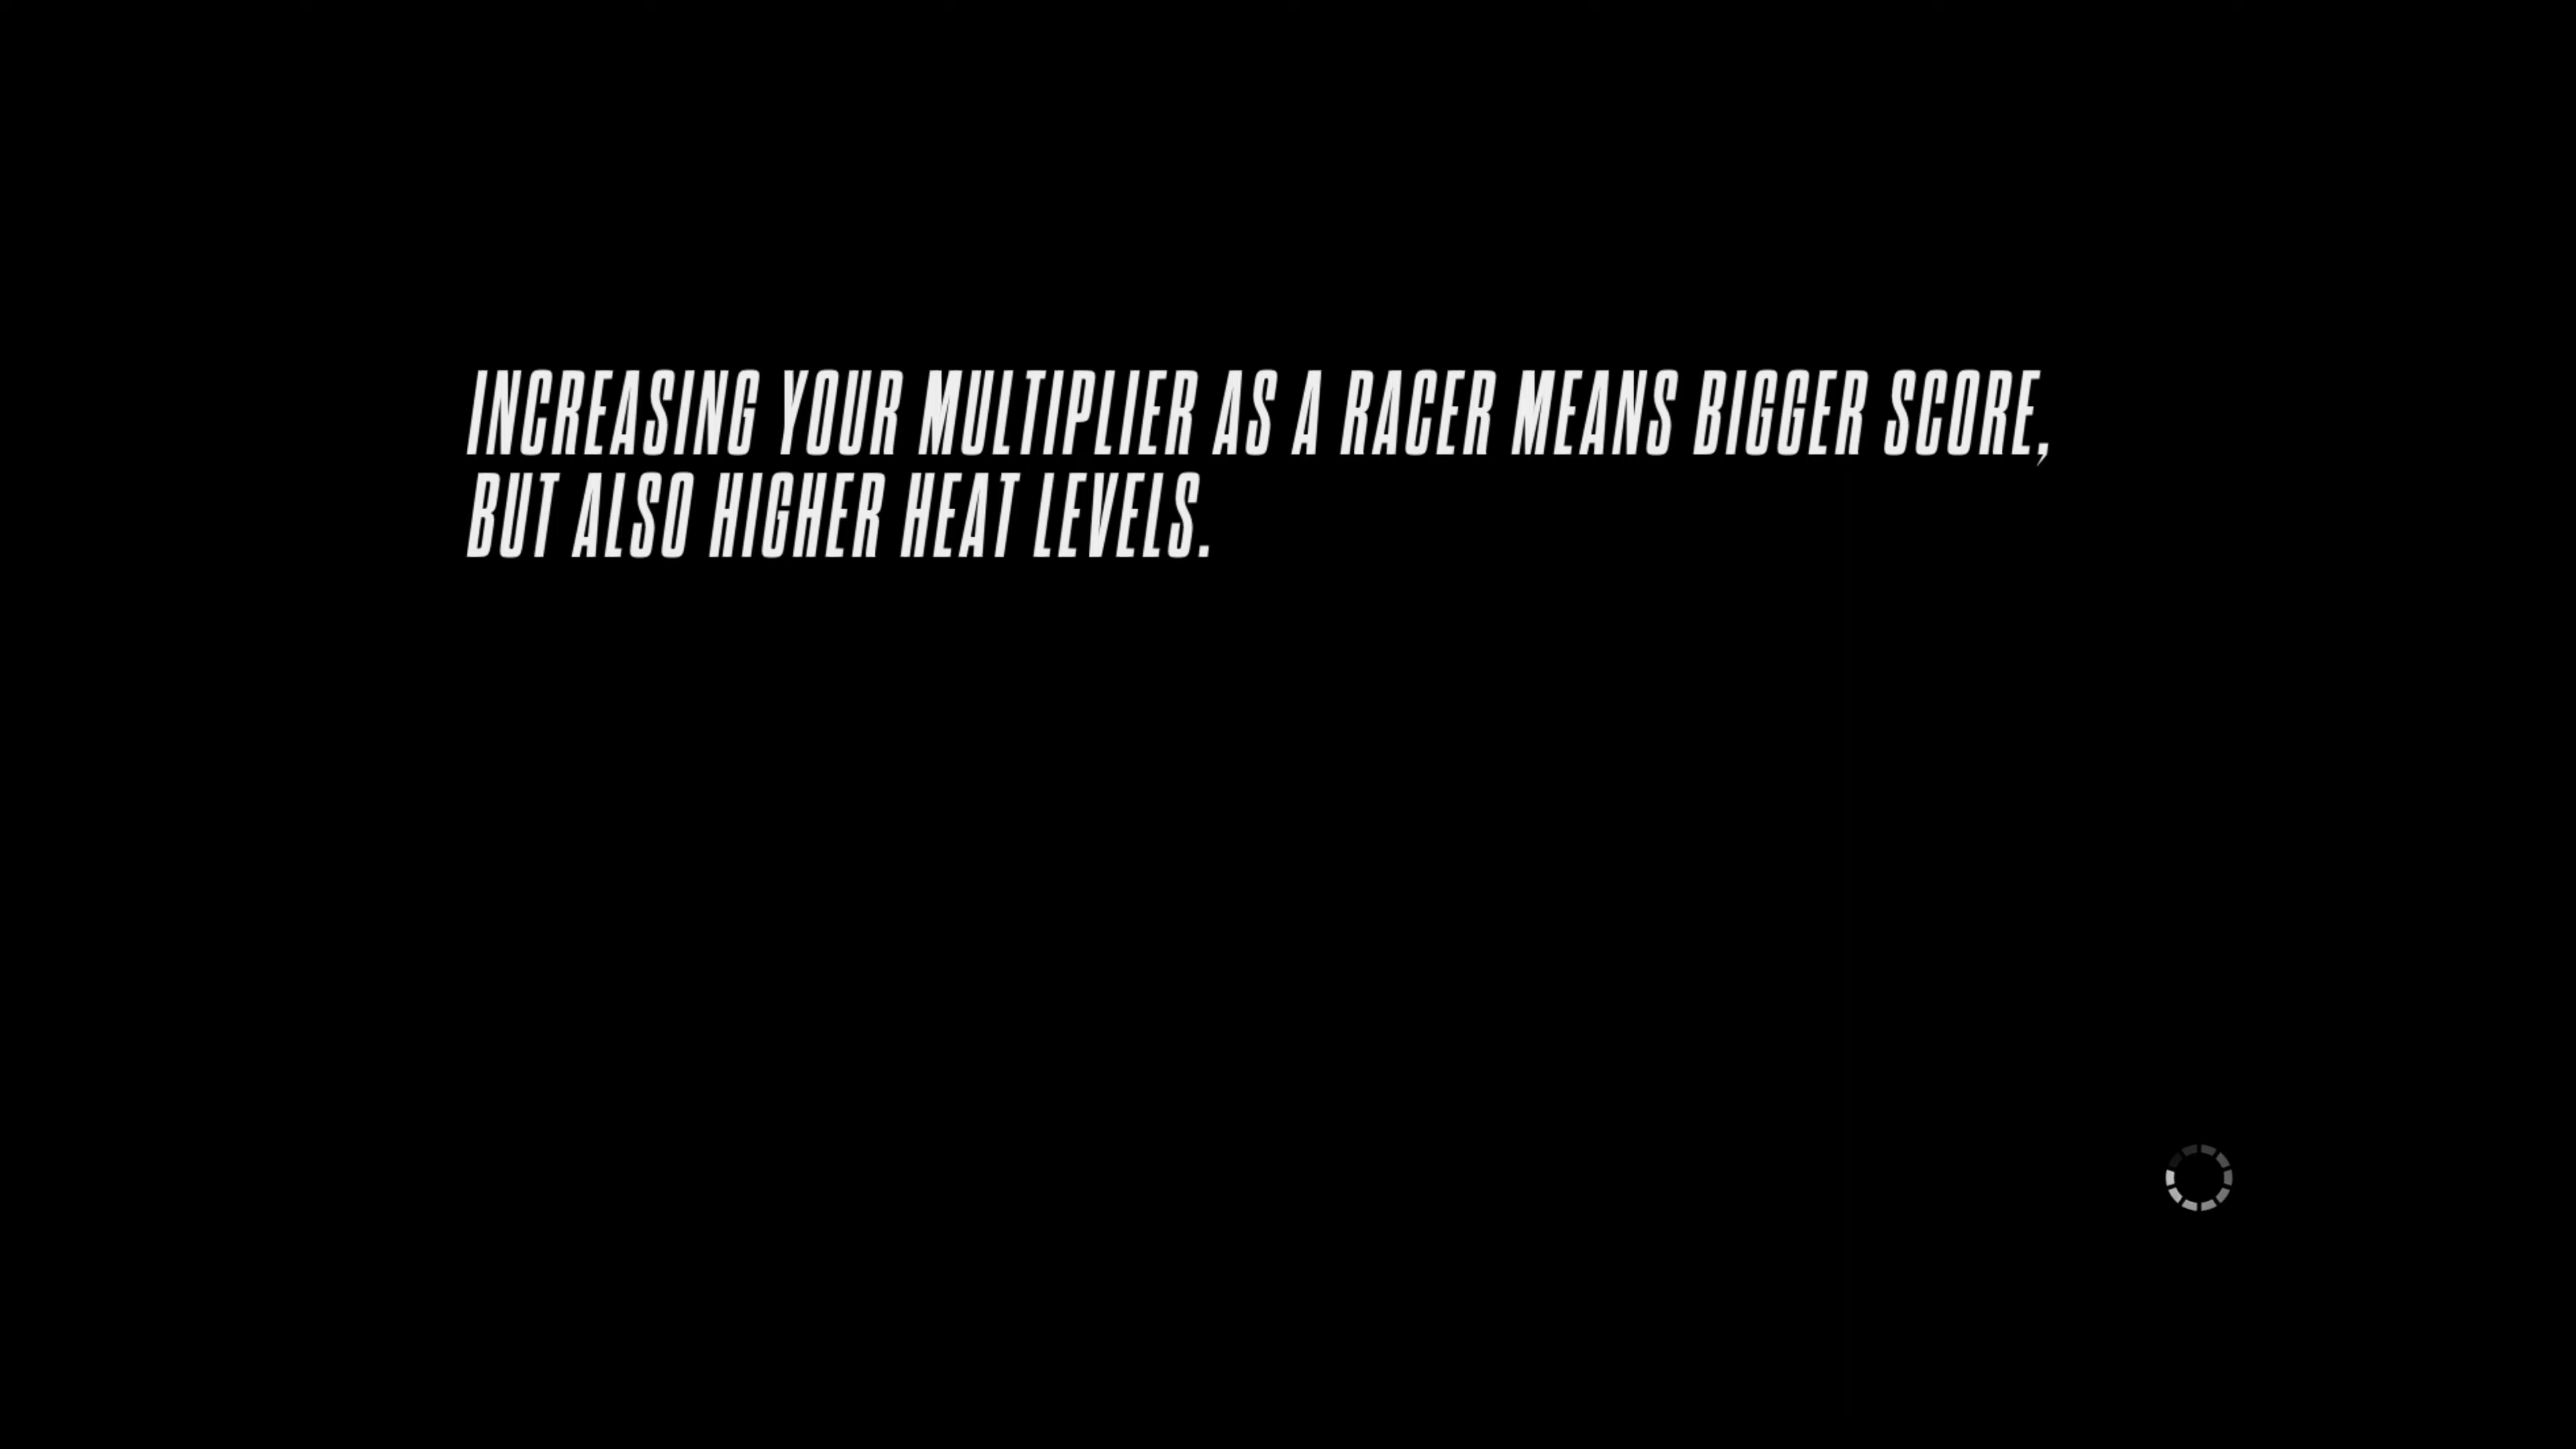 INCREASING YOUR MULTIPLIER AS A RACER MEANS BIGGER SCORE,
BUT ALSO HIGHER HEAT LEVELS.